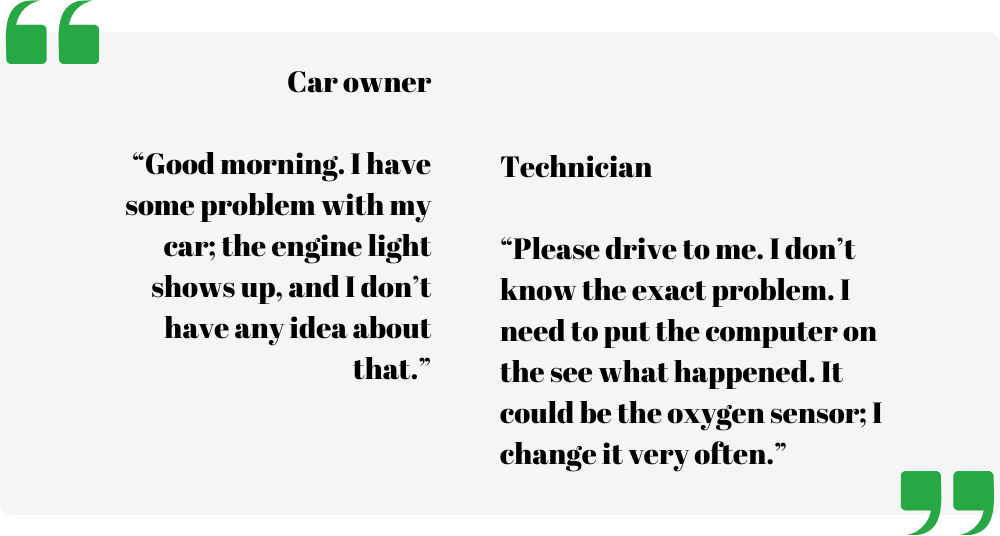 Car owner
“Good morning. I have
some problem with my
car; the engine light
shows up, and I don’t
have any idea about
that.”
Technician
“Please drive to me. I don’t
know the exact problem. I
need to put the computer on
the see what happened. It
could be the oxygen sensor; I
change it very often.”